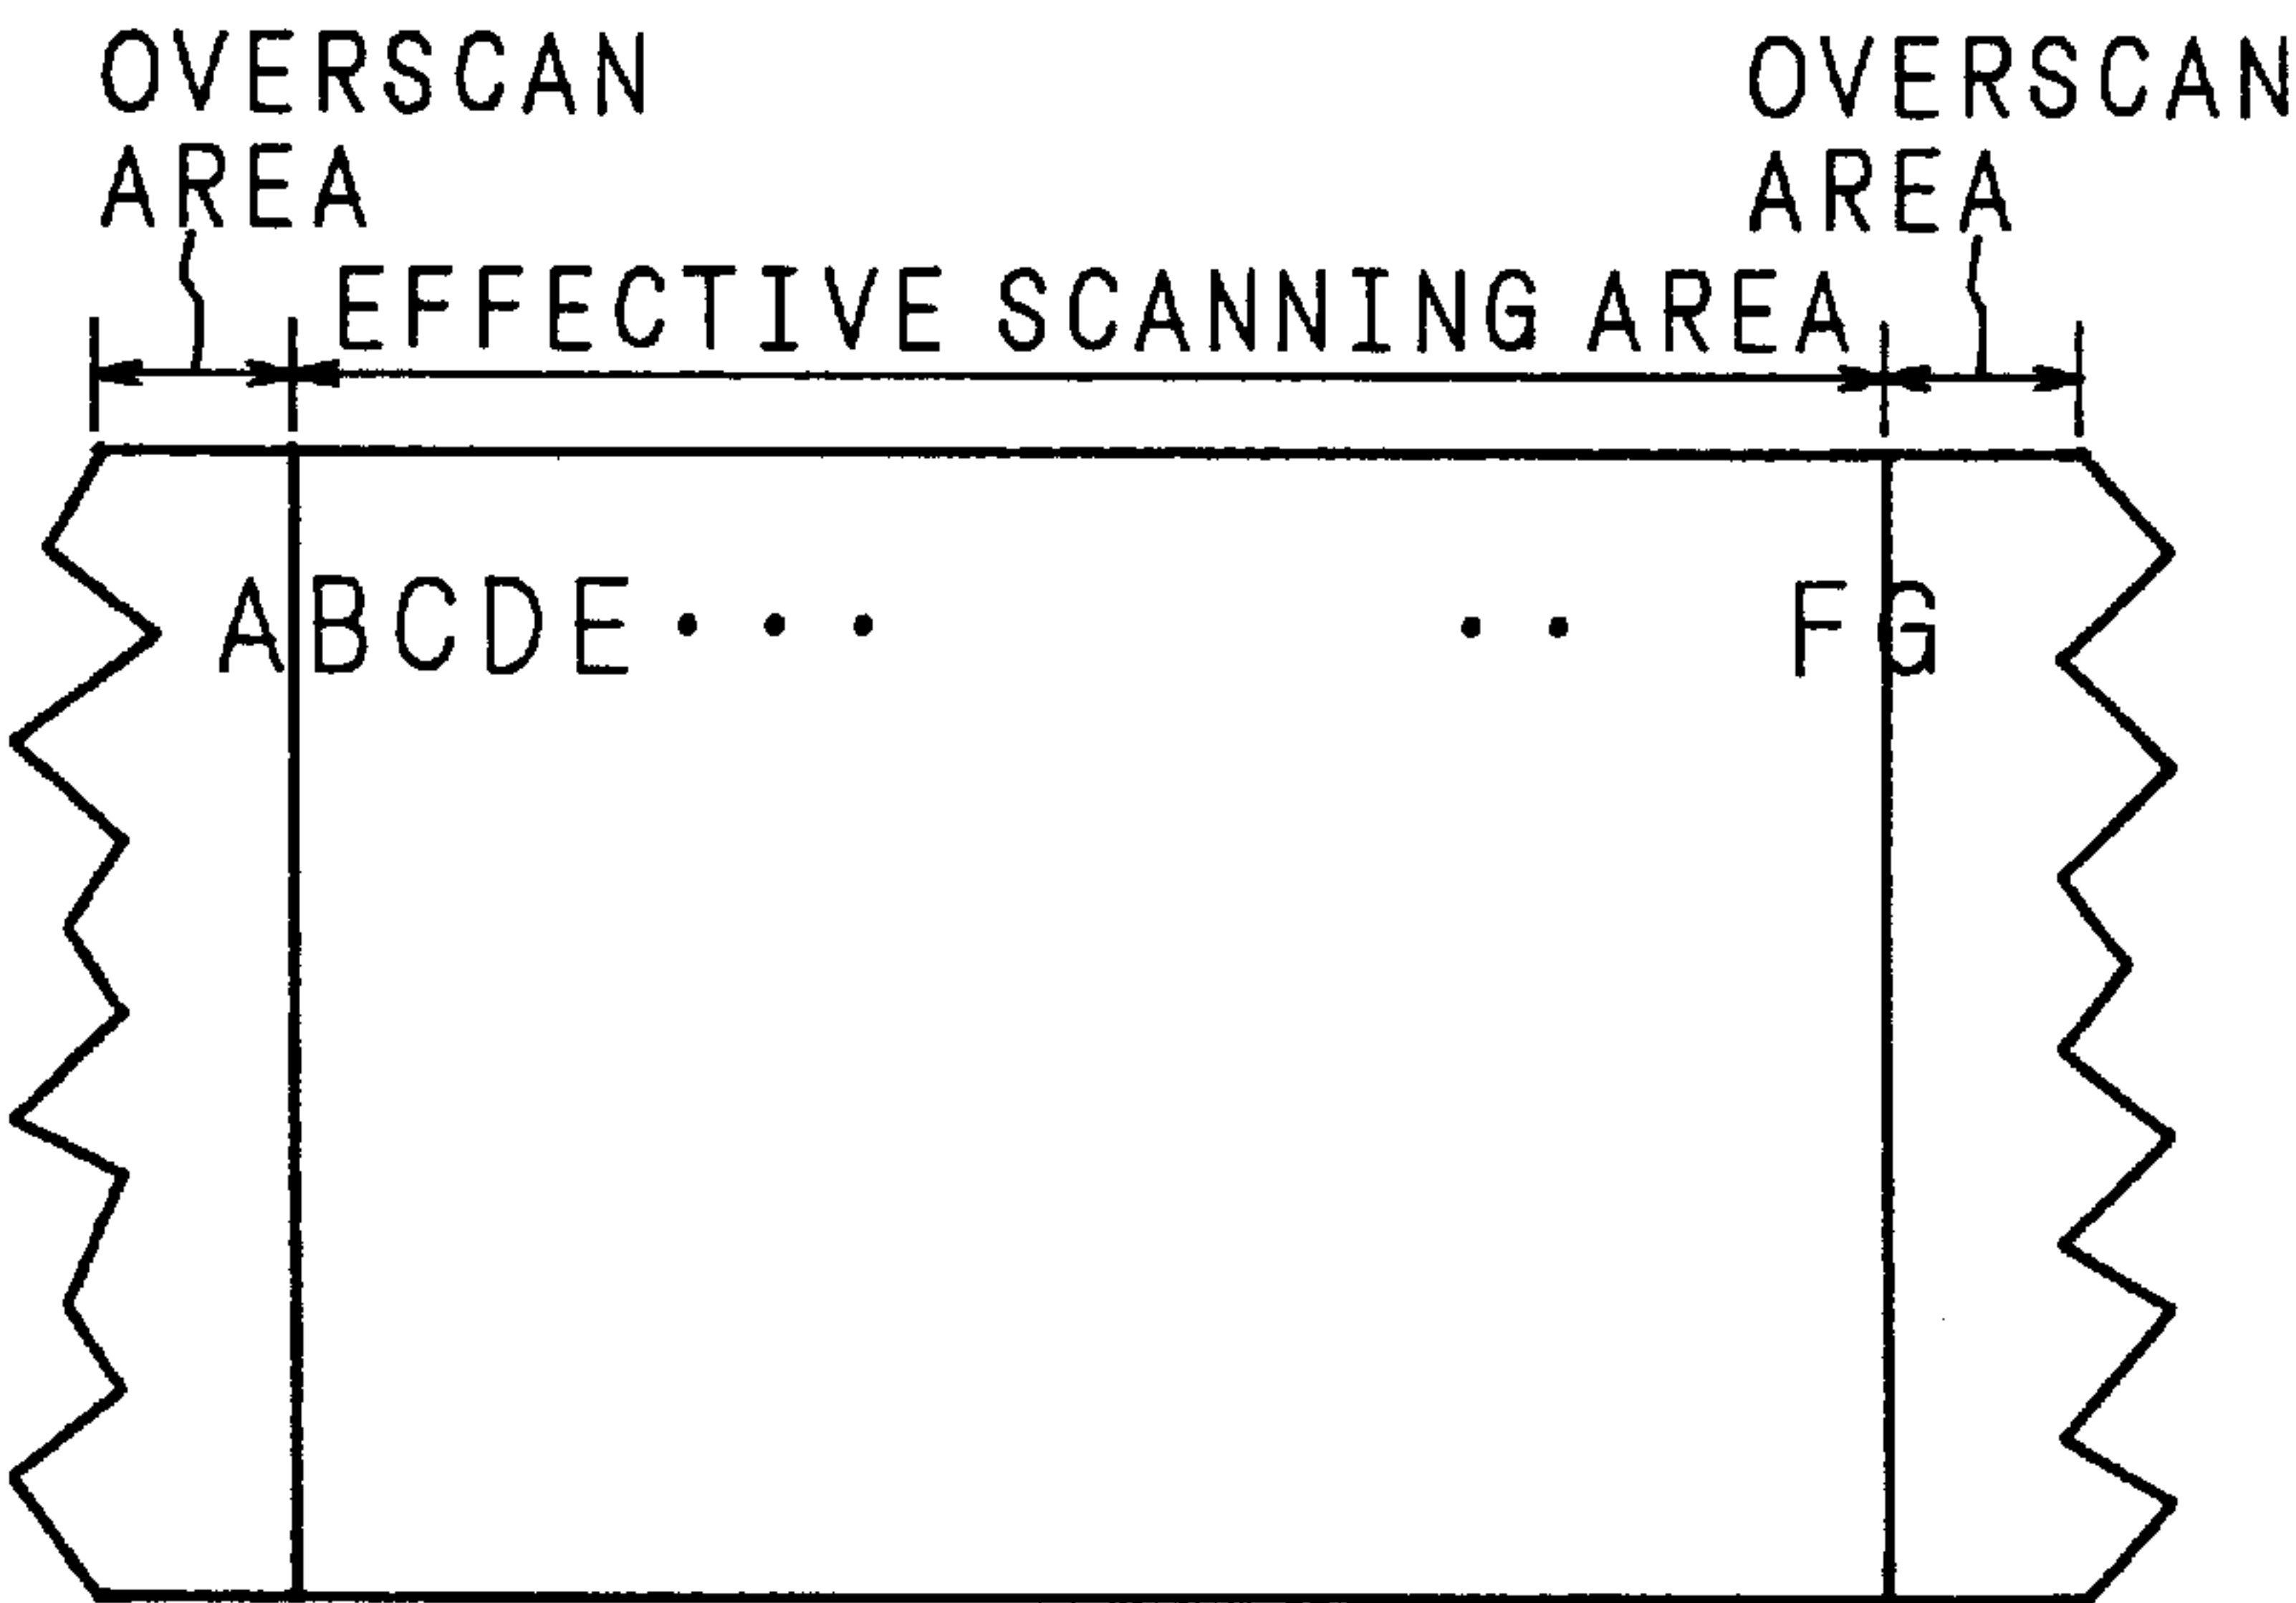 OVERSCAN
AREA
OVERSCAN
AREA
EFFECTIVE SCANNING AREA
ABCDE··· ·· FG